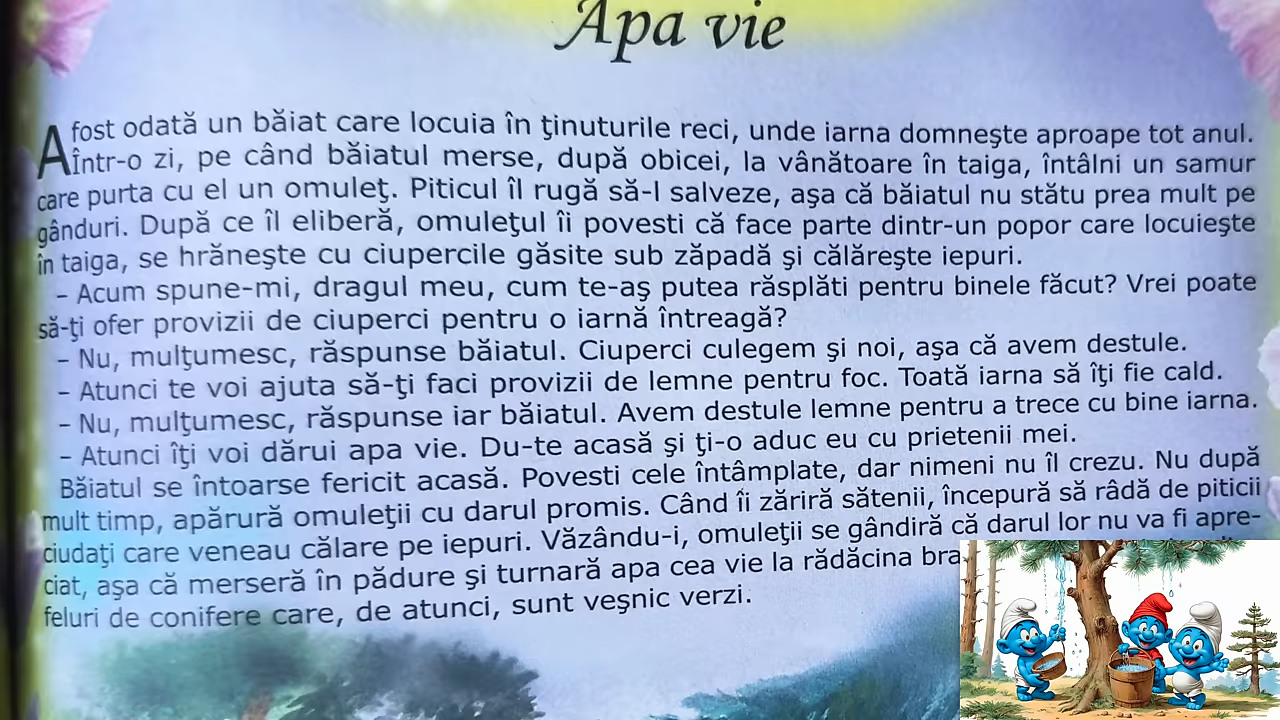 Apa vie
A fost odată un băiat care locuia în ţinuturile reci, unde iarna domneşte aproape tot anul.
Într-o zi, pe când băiatul merse, după obicei, la vânătoare în taiga, întâlni un samur
care purta cu el un omuleţ. Piticul îl rugă să-l salveze, aşa că băiatul nu stătu prea mult pe
gânduri. După ce îl eliberă, omuleţul îi povesti că face parte dintr-un popor care locuieşte
în taiga, se hrăneşte cu ciupercile găsite sub zăpadă şi călăreşte iepuri.
– Acum spune-mi, dragul meu, cum te-aş putea răsplăti pentru binele făcut? Vrei poate
să-ţi ofer provizii de ciuperci pentru o iarnă întreagă?
– Nu, mulţumesc, răspunse băiatul. Ciuperci culegem şi noi, aşa că avem destule.
– Atunci te voi ajuta să-ţi faci provizii de lemne pentru foc. Toată iarna să îţi fie cald.
– Nu, mulţumesc, răspunse iar băiatul. Avem destule lemne pentru a trece cu bine iarna.
– Atunci îţi voi dărui apa vie. Du-te acasă şi ţi-o aduc eu cu prietenii mei.
Băiatul se întoarse fericit acasă. Povesti cele întâmplate, dar nimeni nu îl crezu. Nu după
mult timp, apărură omuleţii cu darul promis. Când îi zăriră sătenii, începură să râdă de piticii
ciudaţi care veneau călare pe iepuri. Văzându-i, omuleţii se gândiră că darul lor nu va fi apre-
ciat, aşa că merseră în pădure şi turnară apa cea vie la rădăcina
feluri de conifere care, de atunci, sunt veşnic verzi.